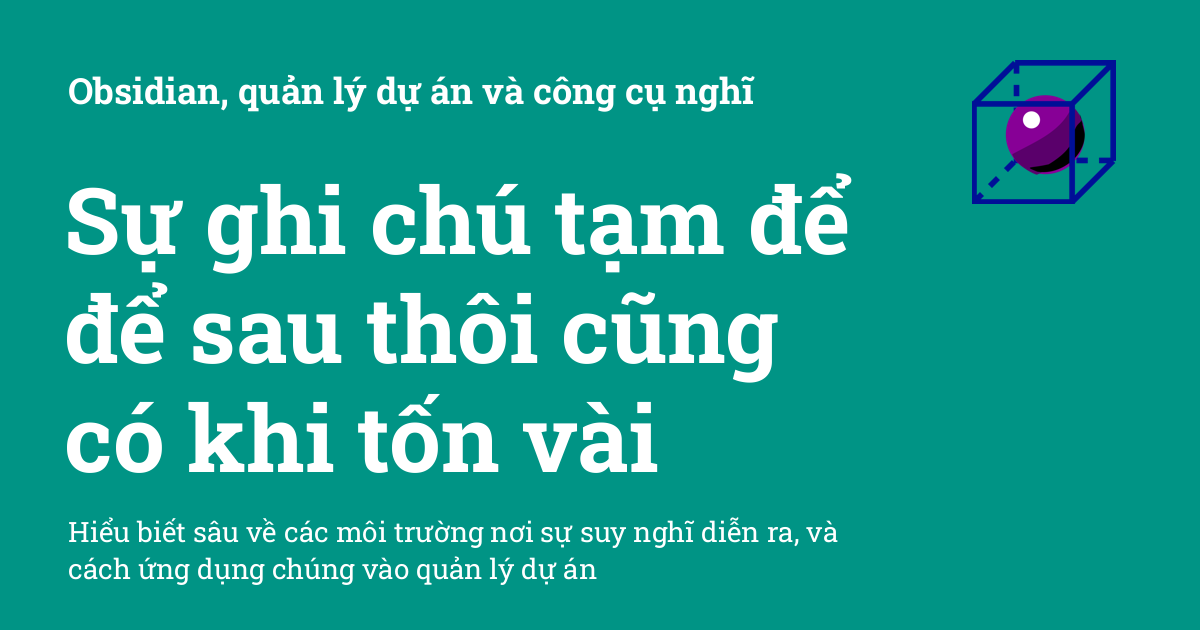 Obsidian, quản lý dự án và công cụ nghĩ
Sự ghi chú tạm để
để sau thôi cũng
có khi tốn vài
Hiểu biết sâu về các môi trường nơi sự suy nghĩ diễn ra, và
cách ứng dụng chúng vào quản lý dự án